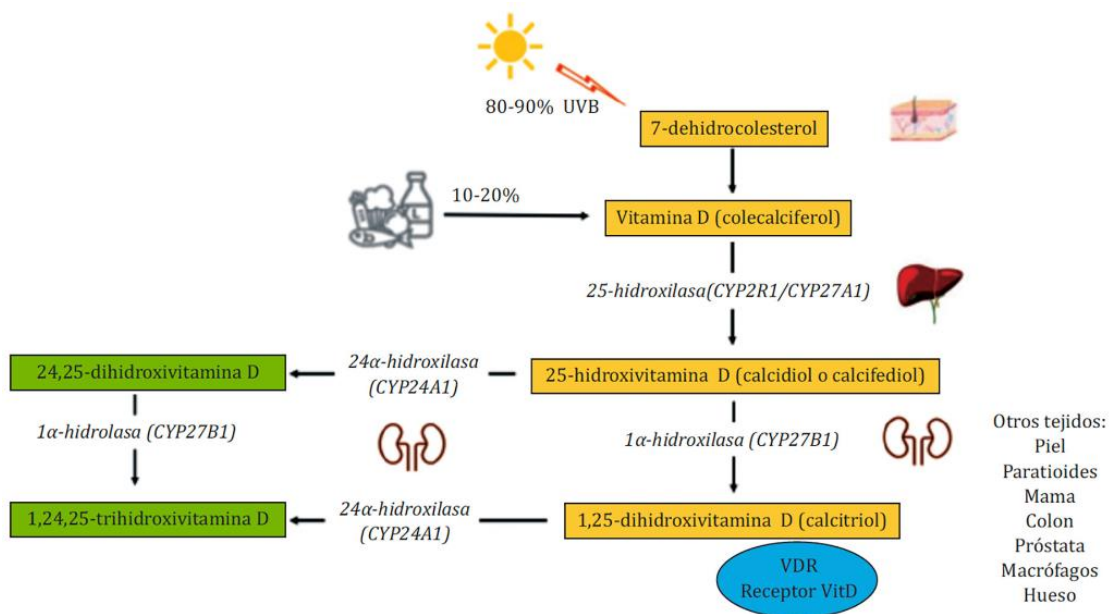 80-90% UVB
7-dehidrocolesterol
10-20%
Vitamina D (colecalciferol)
25-hidroxilasa(CYP2R1/CYP27A1)
24,25-dihidroxivitamina D
24α-hidroxilasa
(CYP24A1)
25-hidroxivitamina D (calcidiol o calcifediol)
1α-hidrolasa (CYP27B1)
1α-hidroxilasa (CYP27B1)
Otros tejidos:
Piel
Paratioides
Mama
Colon
Próstata
Macrófagos
Hueso
1,24,25-trihidroxivitamina D
24α-hidroxilasa
(CYP24A1)
1,25-dihidroxivitamina D (calcitriol)
VDR
Receptor VitD
L